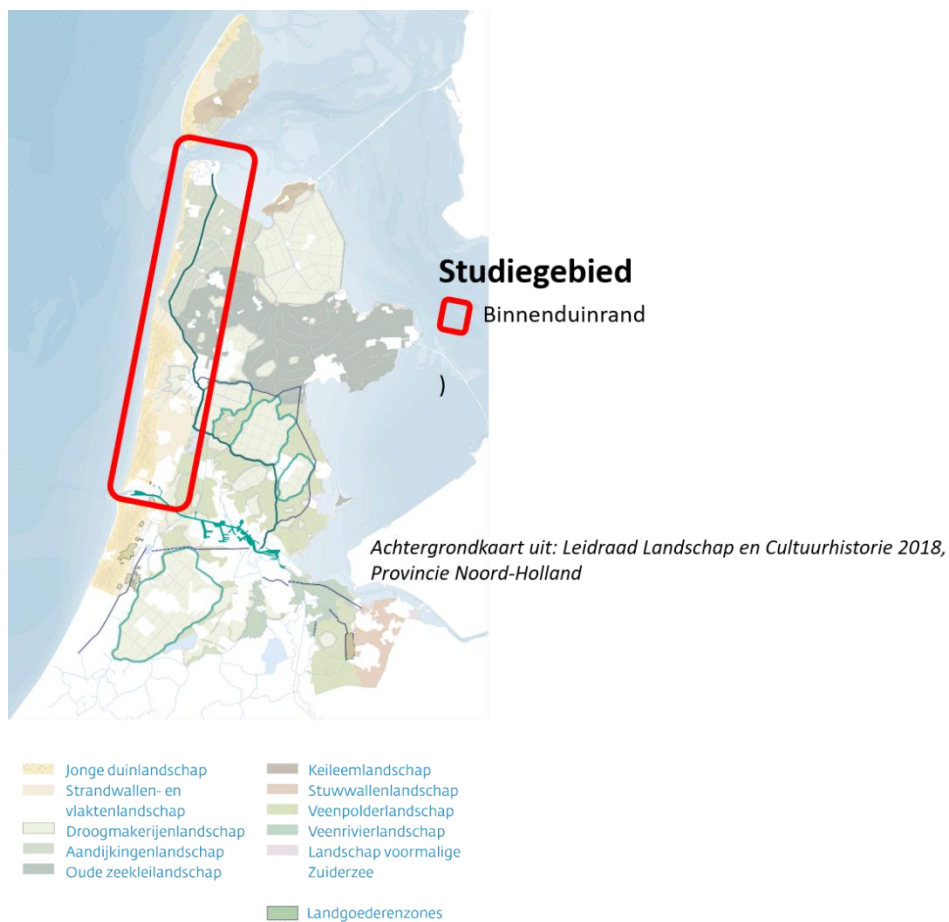 Studiegebied
Binnenduinrand
)
Achtergrondkaart uit: Leidraad Landschap en Cultuurhistorie 2018,
Provincie Noord-Holland
Jonge duinlandschap
Strandwallen- en
vlaktenlandschap
Droogmakerijenlandschap
Aandijkingenlandschap
Oude zeekleilandschap
Keileemlandschap
Stuwwallenlandschap
Veenpolderlandschap
Veenrivierlandschap
Landschap voormalige
Zuiderzee
Landgoederenzones